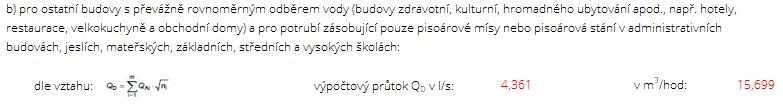 b) pro ostatní budovy s převážně rovnoměrným odběrem vody (budovy zdravotní, kulturní, hromadného ubytování apod., např. hotely,
restaurace, velkokuchyně a obchodní domy) a pro potrubí zásobující pouze pisoárové mísy nebo pisoárová stání v administrativních
budovách, jeslích, mateřských, základních, středních a vysokých školách:
dle vztahu: Q_D = \sum_{i=1}^{m} Q_{Ai} \cdot \sqrt{n_i} výpočtový průtok Q_D v l/s: 4,361 v m³/hod: 15,699